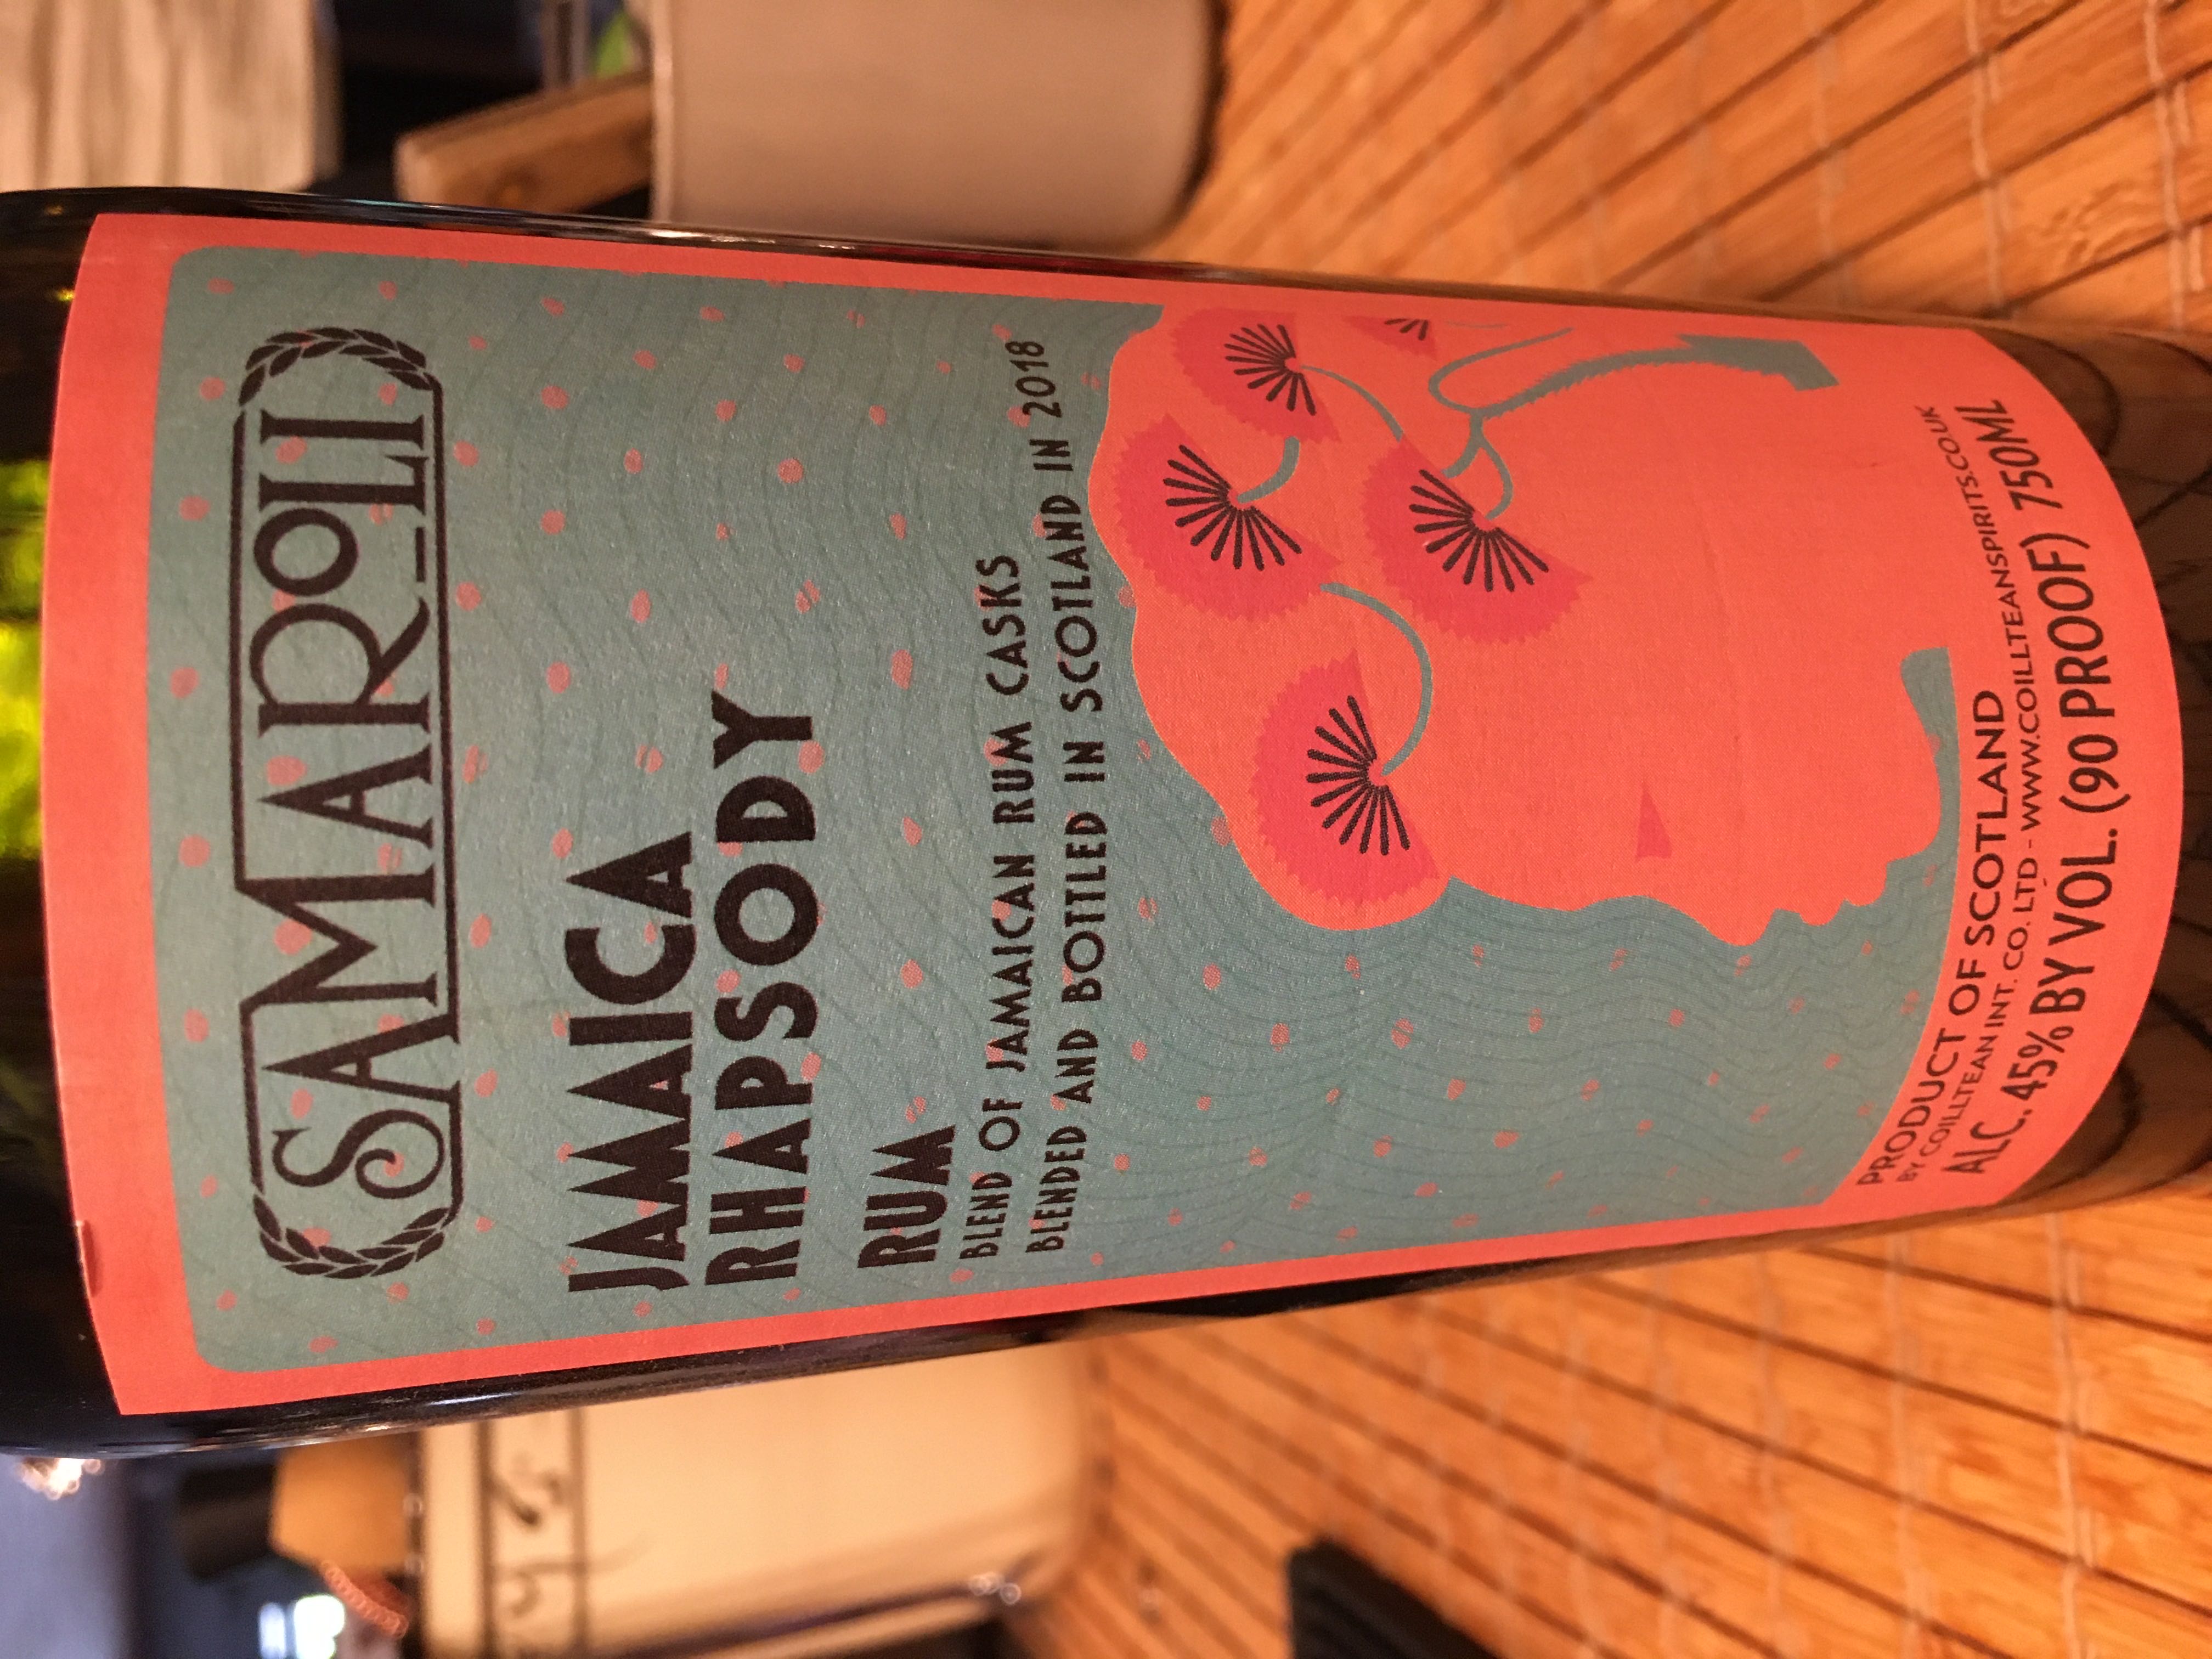 SAMAROLI
JAMAICA
RHAPSODY
RUM
BLEND OF JAMAICAN RUM CASKS
BLENDED AND BOTTLED IN SCOTLAND IN 2018
PRODUCT OF SCOTLAND
BY COILLTEAN INT. CO. LTD - WWW.COILLTEANSPIRITS.CO.UK
ALC. 45% BY VOL. (90 PROOF) 750ML